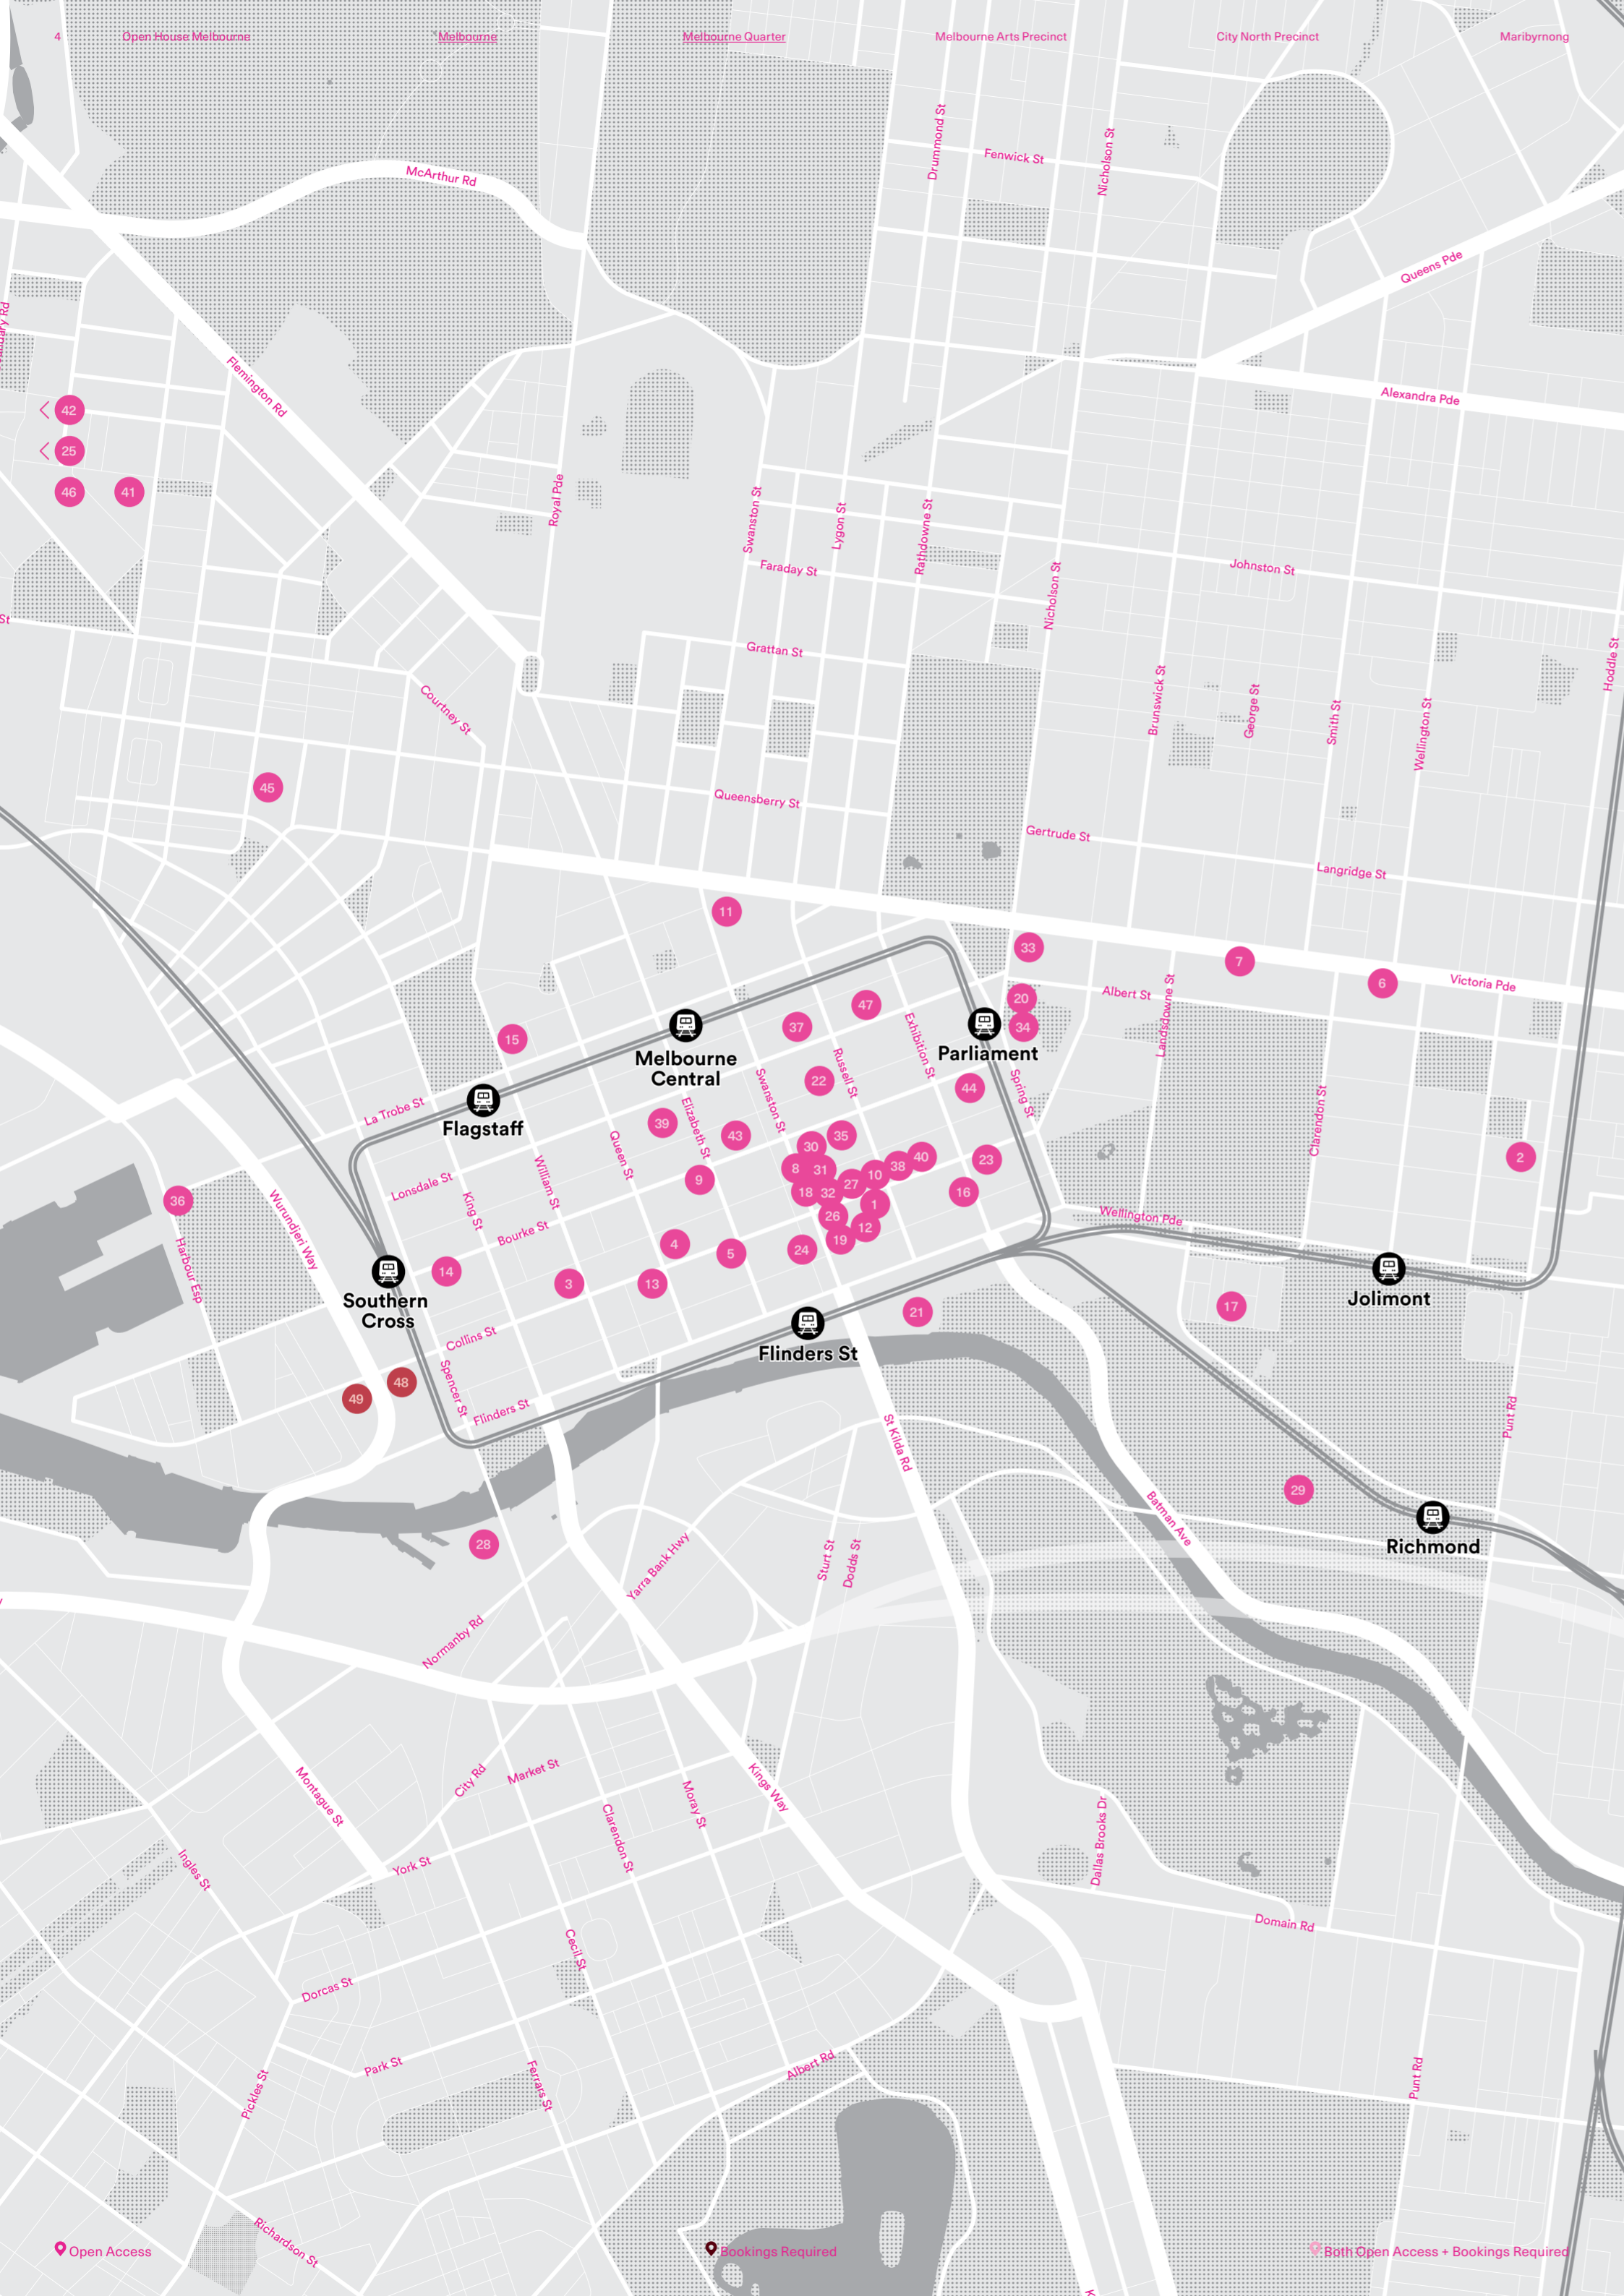 4
Open House Melbourne
Melbourne
Melbourne Quarter
Melbourne Arts Precinct
City North Precinct
Maribyrnong
Drummond St
Fenwick St
Nicholson St
McArthur Rd
Queens Pde
Flemington Rd
Alexandra Pde
42
25
46
41
Royal Pde
Swanston St
Lygon St
Rathdowne St
Faraday St
Nicholson St
Johnston St
St
Grattan St
Hoddle St
Courtney St
Brunswick St
George St
Smith St
Wellington St
45
Queensberry St
Gertrude St
Langridge St
11
33
7
6
Victoria Pde
Albert St
Landsdowne St
20
34
47
37
15
Exhibition St
Parliament
Melbourne
Central
Russell St
22
44
Spring St
Swanston St
La Trobe St
Flagstaff
39
Elizabeth St
43
35
30
Queen St
Clarendon St
2
40
23
38
8
31
10
27
9
18
32
16
1
26
12
19
24
Lonsdale St
William St
King St
Bourke St
36
Wurundjeri Way
Harbour Esp
Wellington Pde
4
5
14
3
13
Southern
Cross
Jolimont
17
21
Flinders St
Collins St
Spencer St
48
49
Flinders St
St Kilda Rd
Punt Rd
29
Batman Ave
Richmond
28
Sturt St
Dodds St
Yarra Bank Hwy
Normanby Rd
Montague St
City Rd
Market St
Clarendon St
Moray St
Kings Way
Dallas Brooks Dr
York St
Ingles St
Domain Rd
Cecil St
Dorcas St
Park St
Pickles St
Ferrars St
Albert Rd
Punt Rd
Richardson St
Open Access
Bookings Required
Both Open Access + Bookings Required